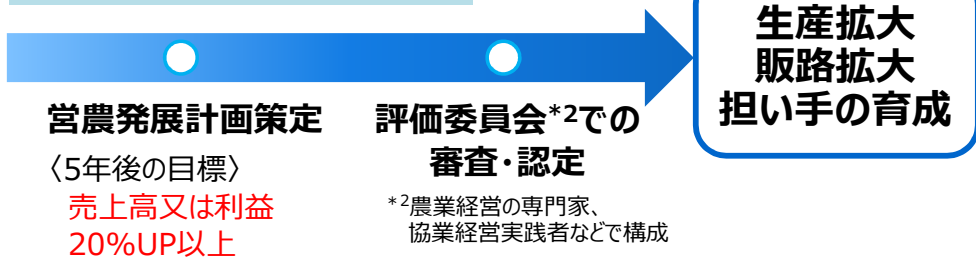 営農発展計画策定
〈5年後の目標〉
売上高又は利益
20%UP以上
評価委員会*2での
審査・認定
*2農業経営の専門家、
協業経営実践者などで構成
生産拡大
販路拡大
担い手の育成